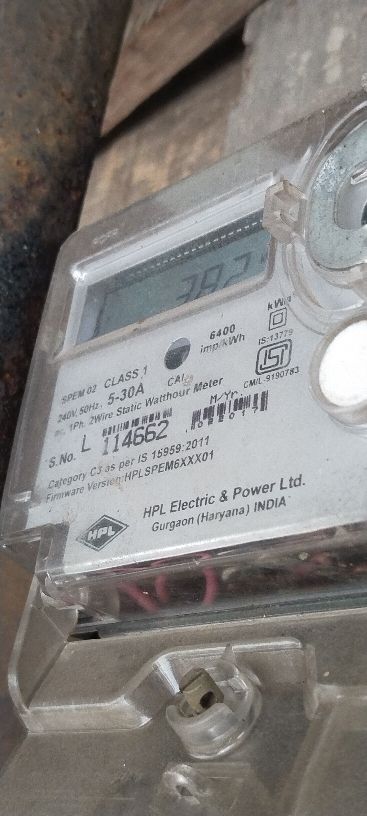 382
kWh
6400
imp/kWh
IS:13779
CM/L-9190783
SPEM 02 CLASS 1
240V, 50Hz, 5-30A
CAL
1Ph. 2Wire Static Watthour Meter
M/Yr.
S.No. L 114662
Category C3 as per IS 15959:2011
Firmware Version:HPLSPEM6XXX01
HPL
HPL Electric & Power Ltd.
Gurgaon (Haryana) INDIA